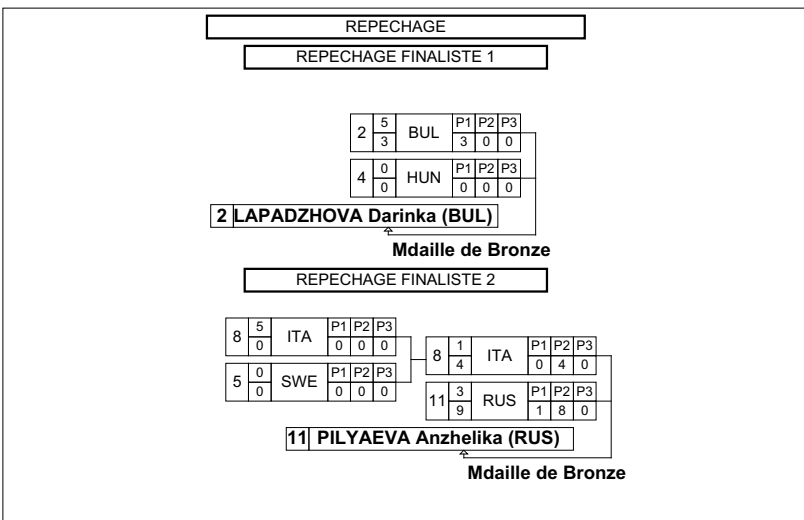 REPECHAGE
REPECHAGE FINALISTE 1
2 5 BUL P1 P2 P3
3 3 0 0
4 0 HUN P1 P2 P3
0 0 0 0
2 LAPADZHOVA Darinka (BUL)
Mdaille de Bronze
REPECHAGE FINALISTE 2
8 5 ITA P1 P2 P3
0 0 0 0
5 0 SWE P1 P2 P3
0 0 0 0
8 1 ITA P1 P2 P3
4 0 4 0
11 3 RUS P1 P2 P3
9 1 8 0
11 PILYAEVA Anzhelika (RUS)
Mdaille de Bronze